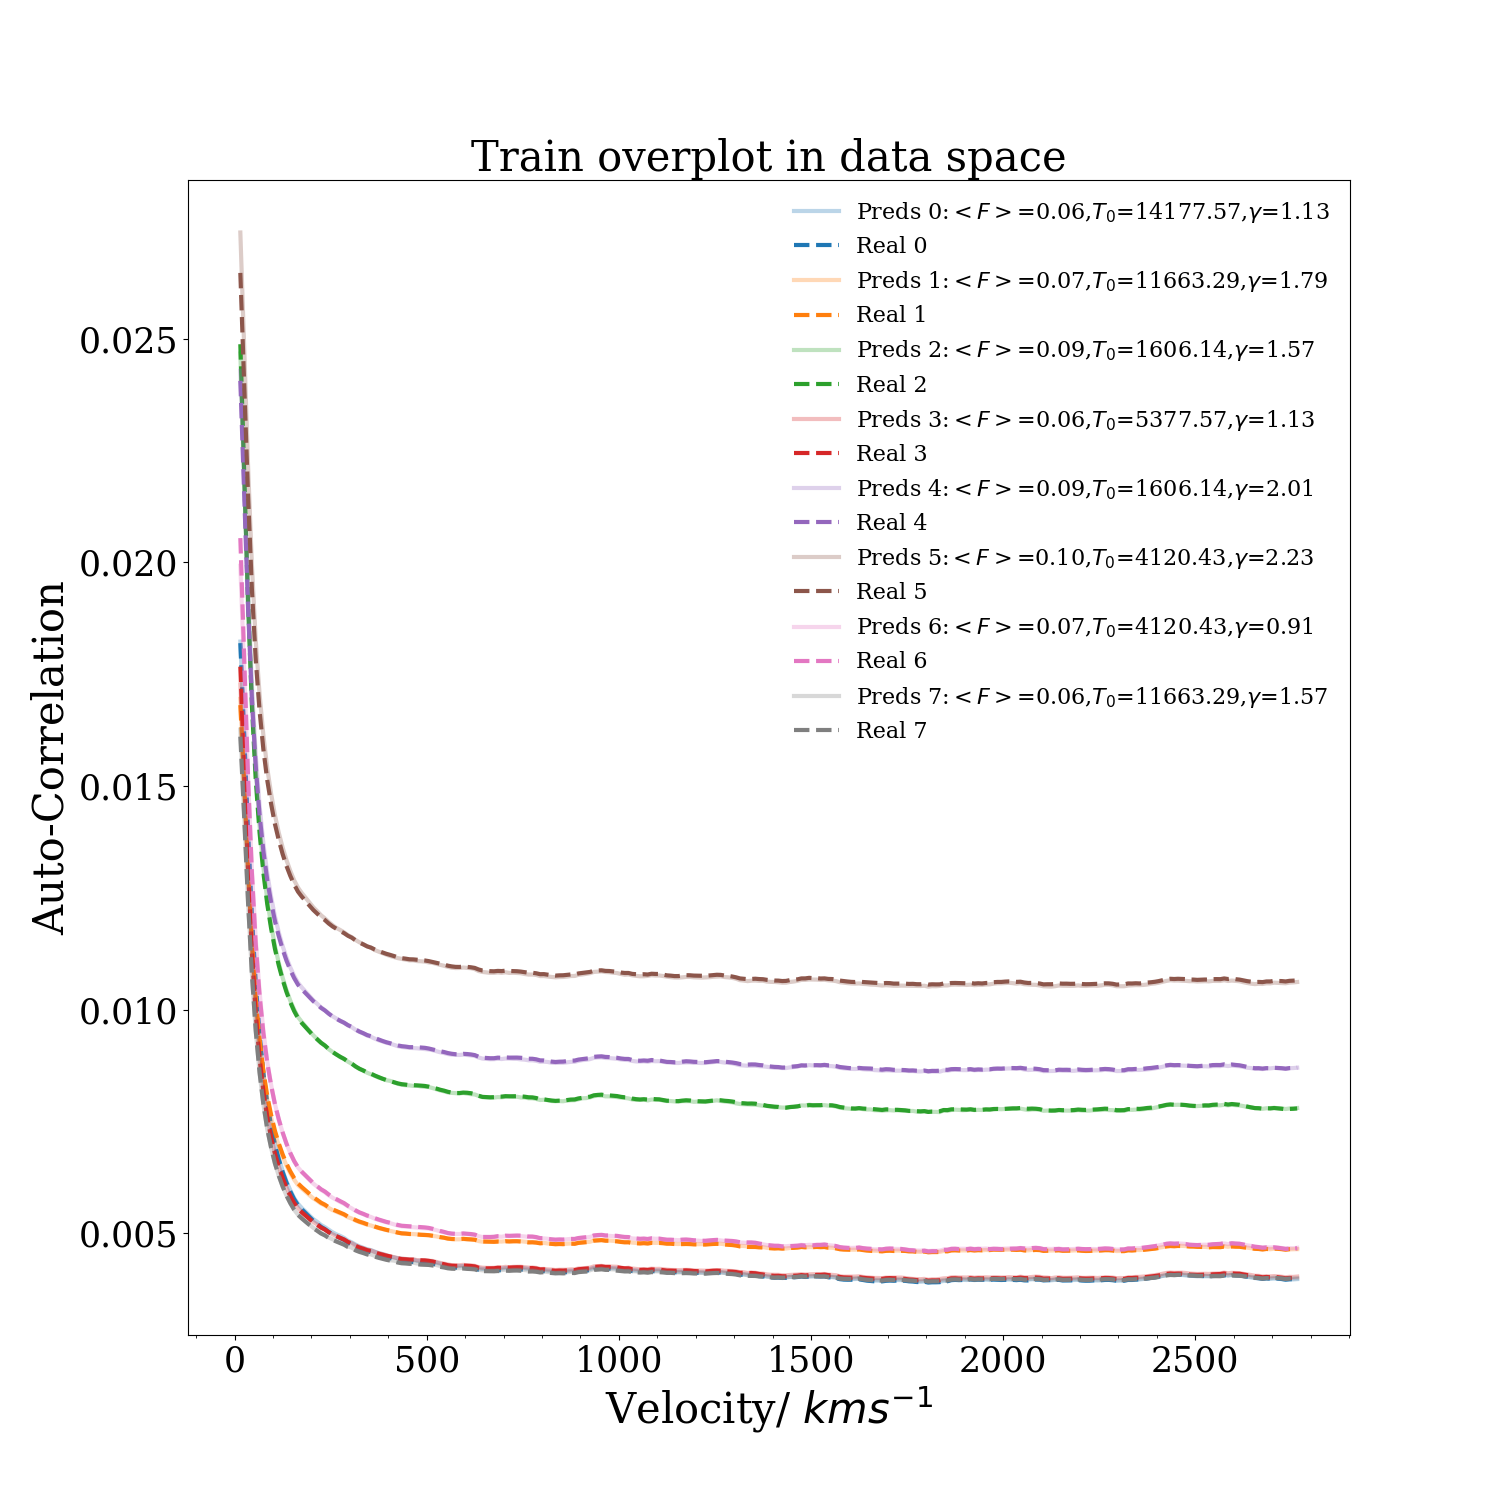 Train overplot in data space
Preds 0: < F > =0.06,T₀=14177.57,γ=1.13
Real 0
Preds 1: < F > =0.07,T₀=11663.29,γ=1.79
Real 1
Preds 2: < F > =0.09,T₀=1606.14,γ=1.57
Real 2
Preds 3: < F > =0.06,T₀=5377.57,γ=1.13
Real 3
Preds 4: < F > =0.09,T₀=1606.14,γ=2.01
Real 4
Preds 5: < F > =0.10,T₀=4120.43,γ=2.23
Real 5
Preds 6: < F > =0.07,T₀=4120.43,γ=0.91
Real 6
Preds 7: < F > =0.06,T₀=11663.29,γ=1.57
Real 7
0.025
0.020
0.015
0.010
0.005
Auto-Correlation
0 500 1000 1500 2000 2500
Velocity/ kms⁻¹